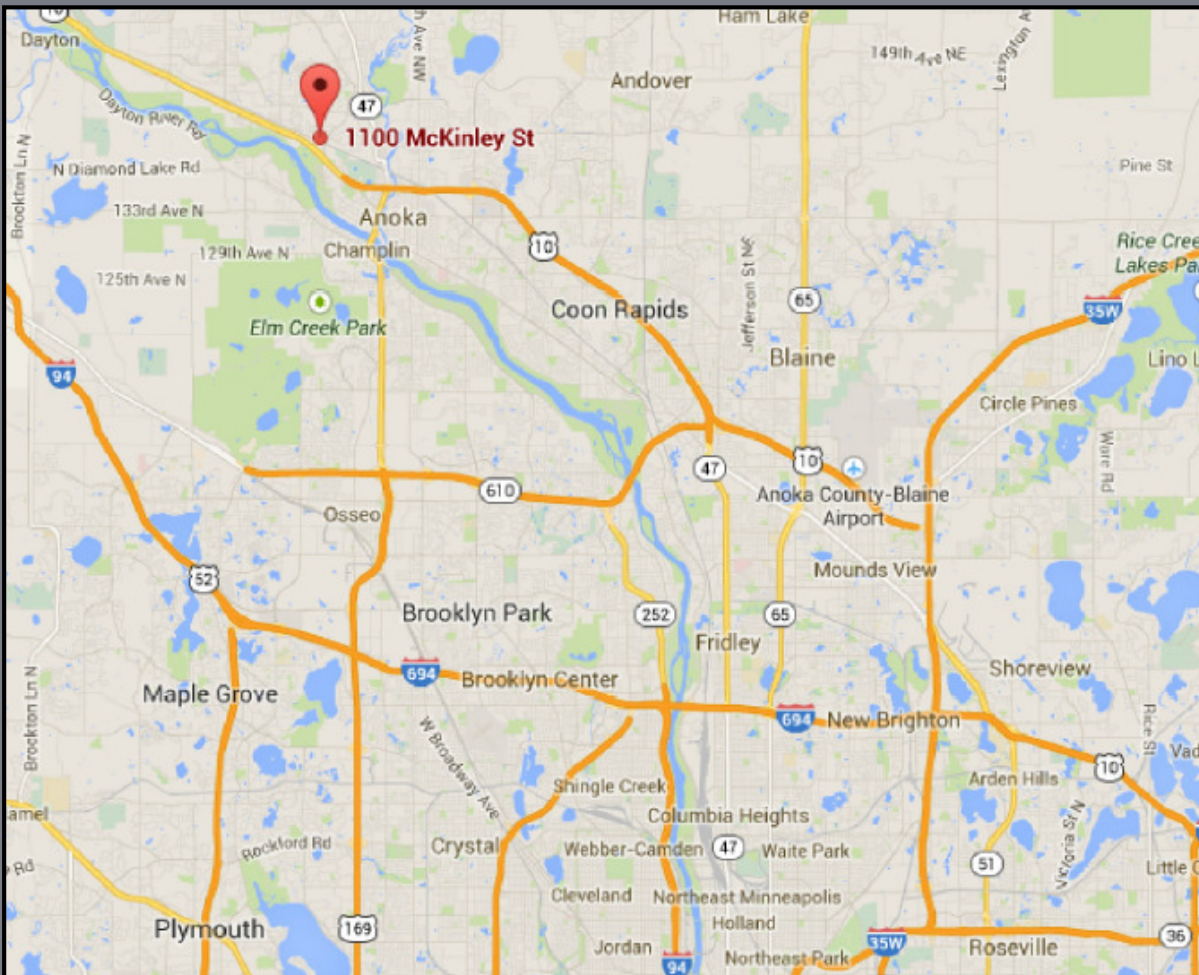 10
Dayton
Ham Lake
th Ave NW
149th Ave NE
Andover
47
1100 McKinley St
Dayton River Rd
Brockton Ln N
N Diamond Lake Rd
Pine St
133rd Ave N
Anoka
129th Ave N
Champlin
10
Rice Cree
Lakes Pa
125th Ave N
Jefferson St NE
65
35W
Elm Creek Park
Coon Rapids
Blaine
Lino L
94
Circle Pines
Ware Rd
47
10
610
Anoka County-Blaine
Airport
Osseo
Mounds View
52
Brooklyn Park
252
65
Fridley
Shoreview
694
Brooklyn Center
Maple Grove
Brockton Ln N
694
New Brighton
Rice St
Vad
W Broadway Ave
10
Arden Hills
Shingle Creek
Columbia Heights
Victoria St N
amel
Rockford Rd
Crystal
Webber-Camden
47
Waite Park
51
Rd
Little C
Cleveland
Northeast Minneapolis
Holland
Plymouth
169
Jordan
Northeast Park
35W
Roseville
36
94